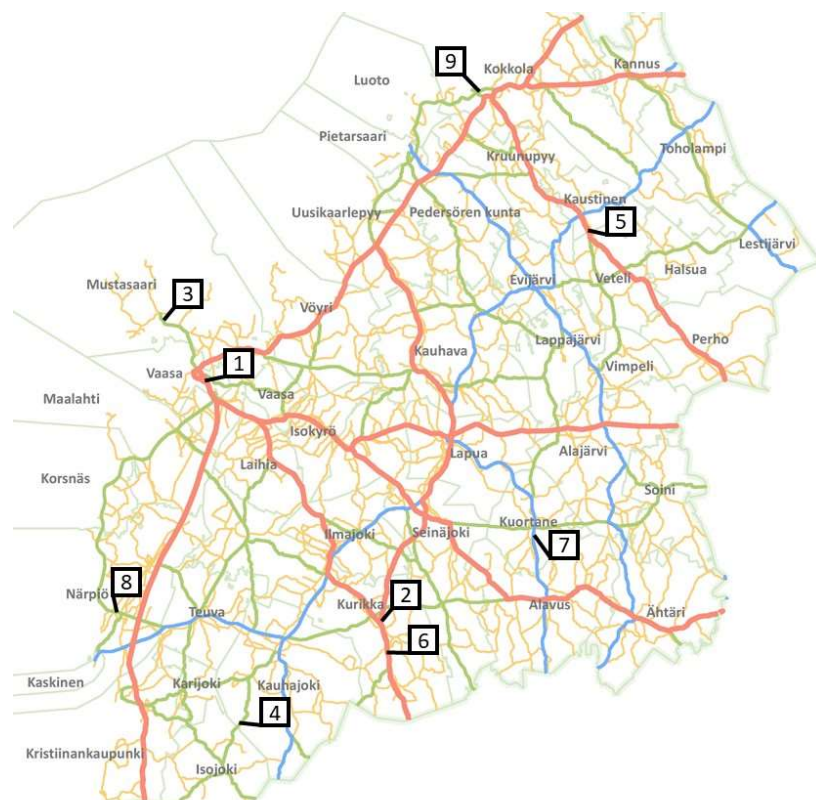 9
Kokkola
Kannus
Luoto
Pietarsaari
Kruunupyy
Toholampi
Kaustinen
Uusikaarlepyy
Pedersören kunta
5
Lestijärvi
Halsua
Mustasaari
3
Evijärvi
Veteli
Vöyri
Lappajärvi
Perho
Kauhava
1
Vimpeli
Vaasa
Vaasa
Maalahti
Isokyrö
Lapua
Alajärvi
Laihia
Korsnäs
Soini
Kuortane
Ilmajoki
Seinäjoki
7
8
Närpiö
Kurikka
2
Alavus
Ähtäri
Teuva
6
Kaskinen
Karijoki
Kauhajoki
4
Kristiinankaupunki
Isojoki